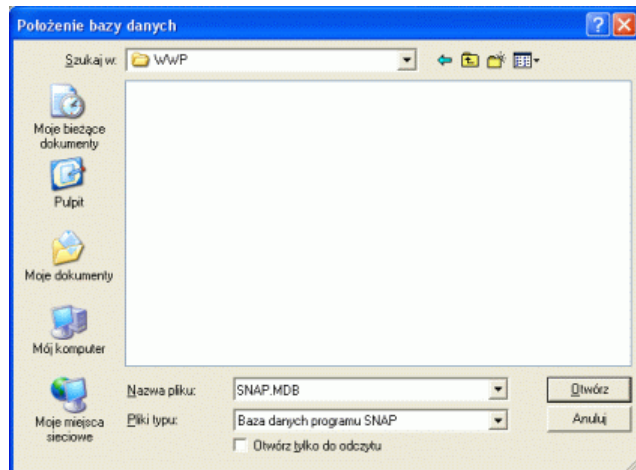 Położenie bazy danych
Szukaj w:
WWP
Moje bieżące
dokumenty
Pulpit
Moje dokumenty
Mój komputer
Moje miejsca
sieciowe
Nazwa pliku:
SNAP.MDB
Otwórz
Pliki typu:
Baza danych programu SNAP
Anuluj
Otwórz tylko do odczytu